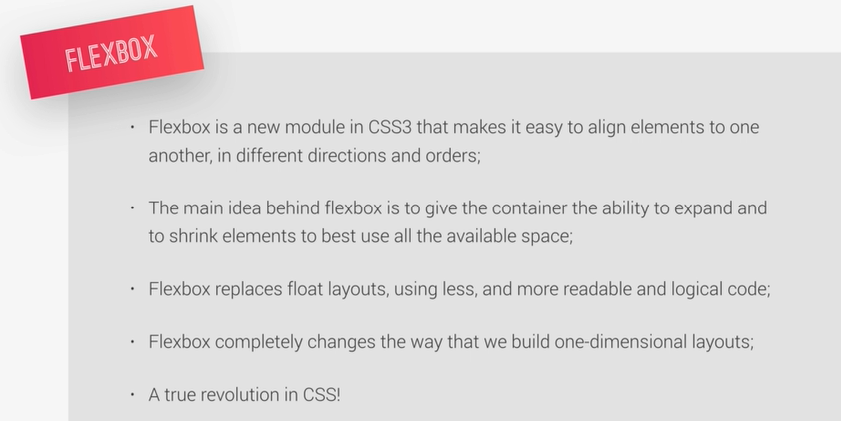 FLEXBOX
• Flexbox is a new module in CSS3 that makes it easy to align elements to one
another, in different directions and orders;
• The main idea behind flexbox is to give the container the ability to expand and
to shrink elements to best use all the available space;
• Flexbox replaces float layouts, using less, and more readable and logical code;
• Flexbox completely changes the way that we build one-dimensional layouts;
• A true revolution in CSS!